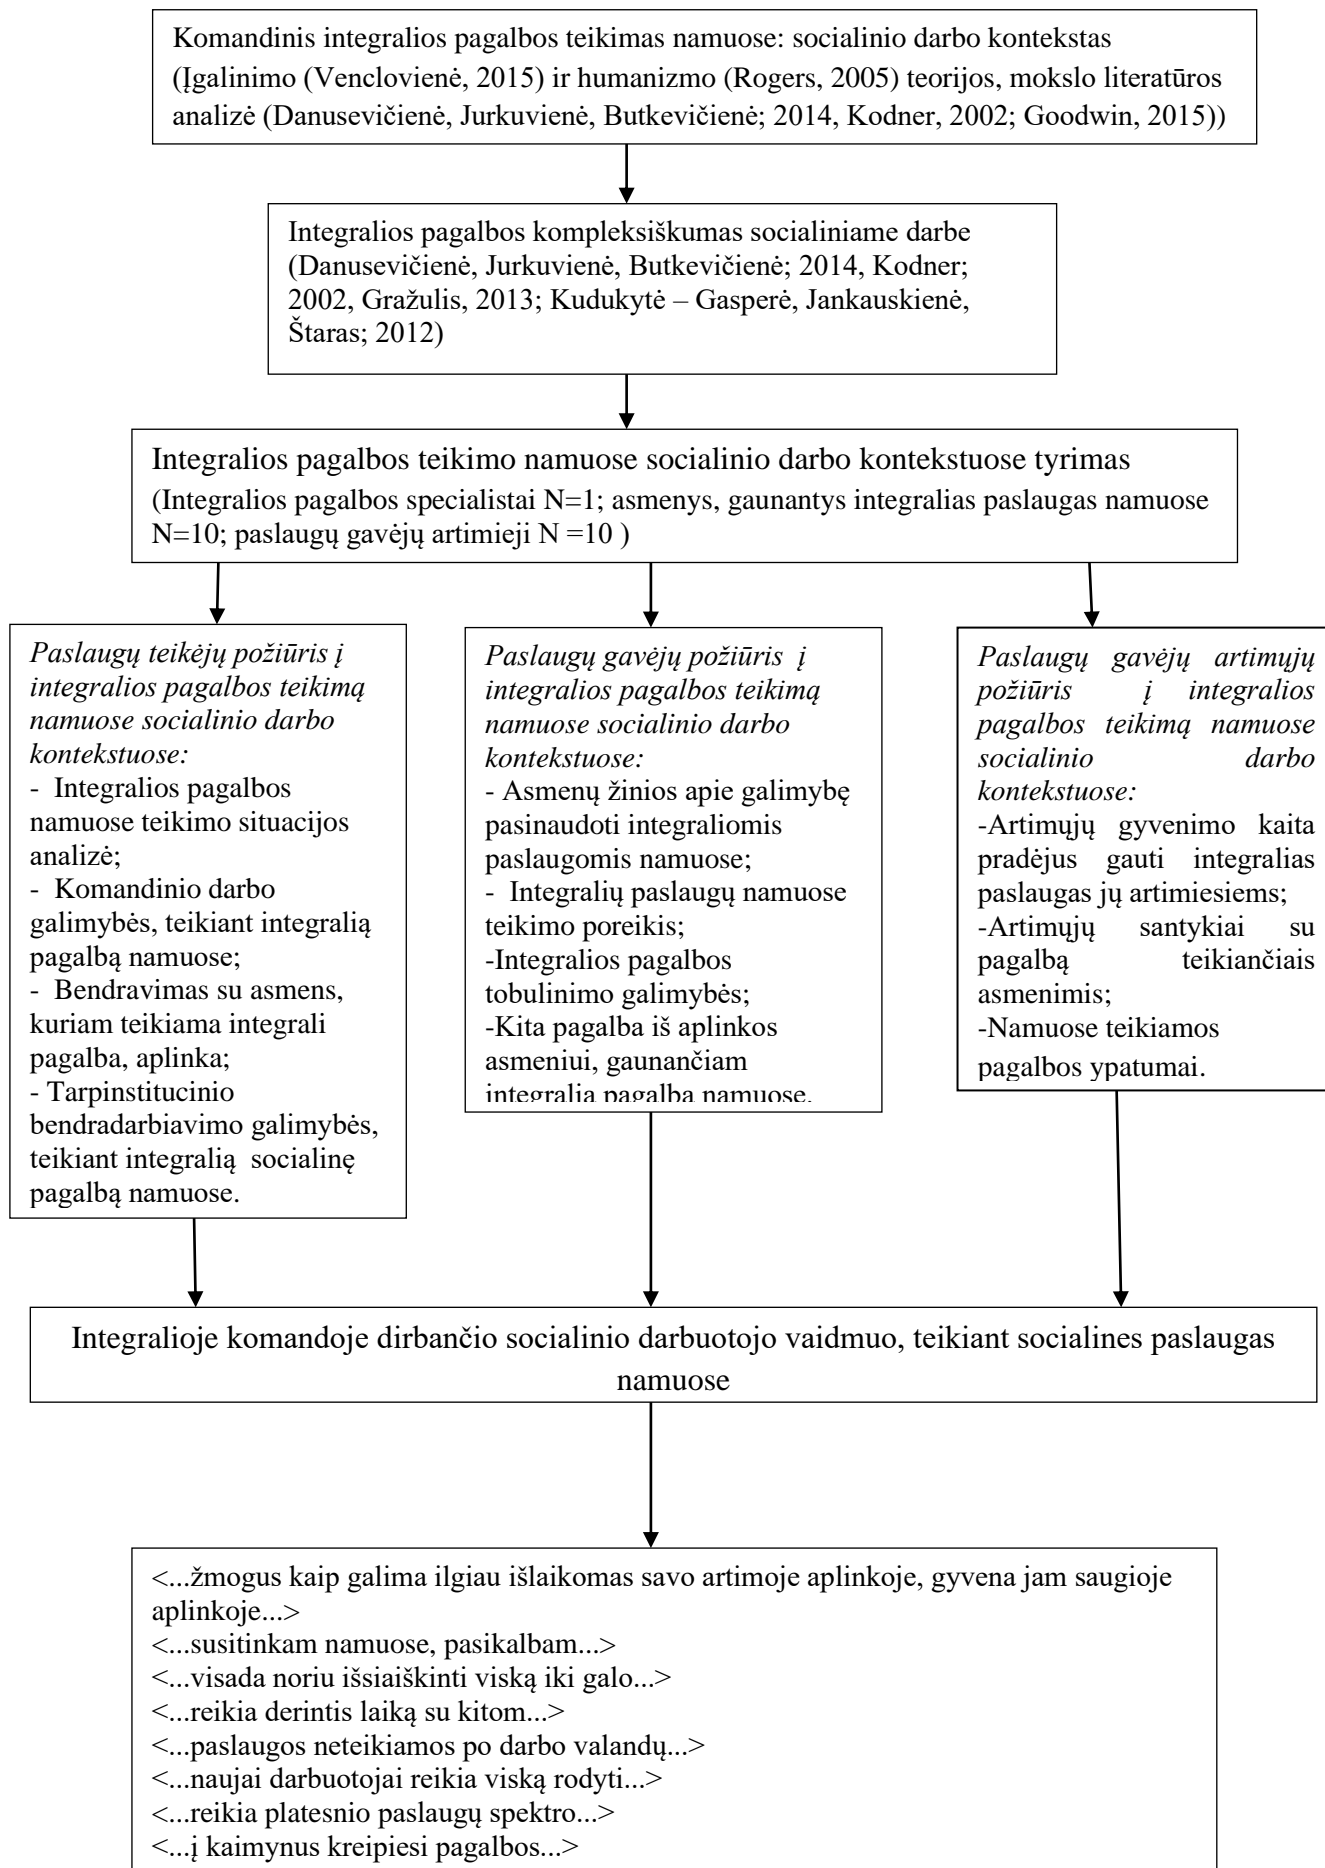 Komandinis integralios pagalbos teikimas namuose: socialinio darbo kontekstas
(Įgalinimo (Venclovienė, 2015) ir humanizmo (Rogers, 2005) teorijos, mokslo literatūros
analizė (Danusevičienė, Jurkuvienė, Butkevičienė; 2014, Kodner, 2002; Goodwin, 2015))
Integralios pagalbos kompleksiškumas socialiniame darbe
(Danusevičienė, Jurkuvienė, Butkevičienė; 2014, Kodner;
2002, Gražulis, 2013; Kudukytė – Gasperė, Jankauskienė,
Štaras; 2012)
Integralios pagalbos teikimo namuose socialinio darbo kontekstuose tyrimas
(Integralios pagalbos specialistai N=1; asmenys, gaunantys integralias paslaugas namuose
N=10; paslaugų gavėjų artimieji N =10 )
Paslaugų teikėjų požiūris į
integralios pagalbos teikimą
namuose socialinio darbo
kontekstuose:
- Integralios pagalbos
namuose teikimo situacijos
analizė;
- Komandinio darbo
galimybės, teikiant integralią
pagalbą namuose;
- Bendravimas su asmens,
kuriam teikiama integrali
pagalba, aplinka;
- Tarpinstitucinio
bendradarbiavimo galimybės,
teikiant integralią socialinę
pagalbą namuose.
Paslaugų gavėjų požiūris į
integralios pagalbos teikimą
namuose socialinio darbo
kontekstuose:
- Asmenų žinios apie galimybę
pasinaudoti integraliomis
paslaugomis namuose;
- Integralių paslaugų namuose
teikimo poreikis;
-Integralios pagalbos
tobulinimo galimybės;
-Kita pagalba iš aplinkos
asmeniui, gaunančiam
integralią pagalbą namuose.
Paslaugų gavėjų artimųjų
požiūris į integralios
pagalbos teikimą namuose
socialinio darbo
kontekstuose:
-Artimųjų gyvenimo kaita
pradėjus gauti integralias
paslaugas jų artimiesiems;
-Artimųjų santykiai su
pagalbą teikiančiais
asmenimis;
-Namuose teikiamos
pagalbos ypatumai.
Integralioje komandoje dirbančio socialinio darbuotojo vaidmuo, teikiant socialines paslaugas
namuose
<...žmogus kaip galima ilgiau išlaikomas savo artimoje aplinkoje, gyvena jam saugioje
aplinkoje...>
<...susitinkam namuose, pasikalbam...>
<...visada noriu išsiaiškinti viską iki galo...>
<...reikia derintis laiką su kitom...>
<...paslaugos neteikiamos po darbo valandų...>
<...naujai darbuotojai reikia viską rodyti...>
<...reikia platesnio paslaugų spektro...>
<...į kaimynus kreipiesi pagalbos...>